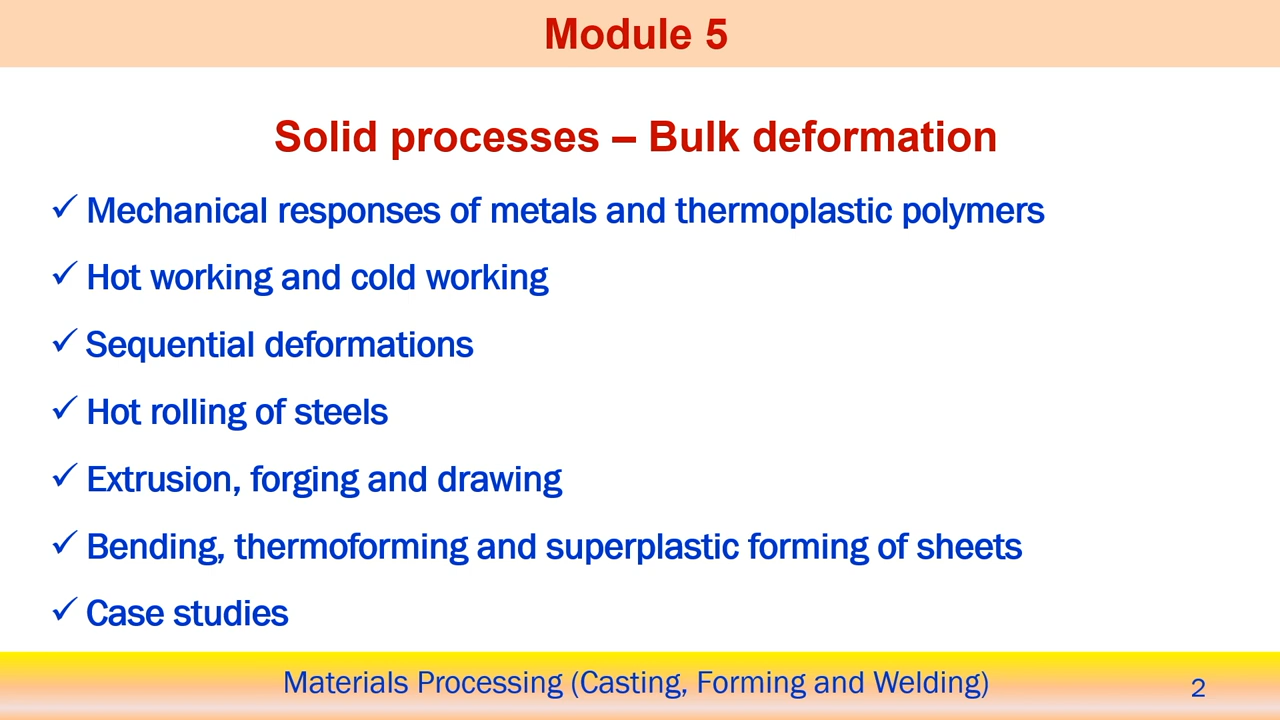 Module 5
Solid processes – Bulk deformation
✓ Mechanical responses of metals and thermoplastic polymers
✓ Hot working and cold working
✓ Sequential deformations
✓ Hot rolling of steels
✓ Extrusion, forging and drawing
✓ Bending, thermoforming and superplastic forming of sheets
✓ Case studies
Materials Processing (Casting, Forming and Welding)
2